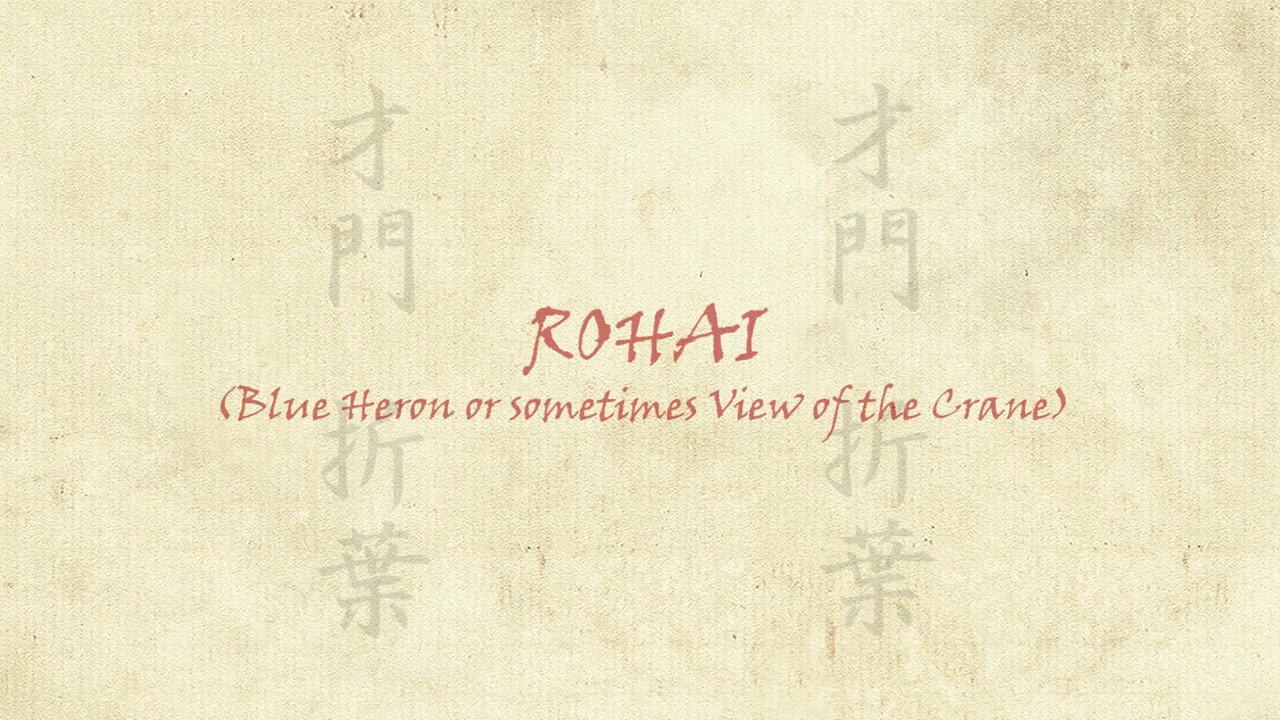 ROHAI
(Blue Heron or sometimes View of the Crane)
才門
折葉
才門
折葉